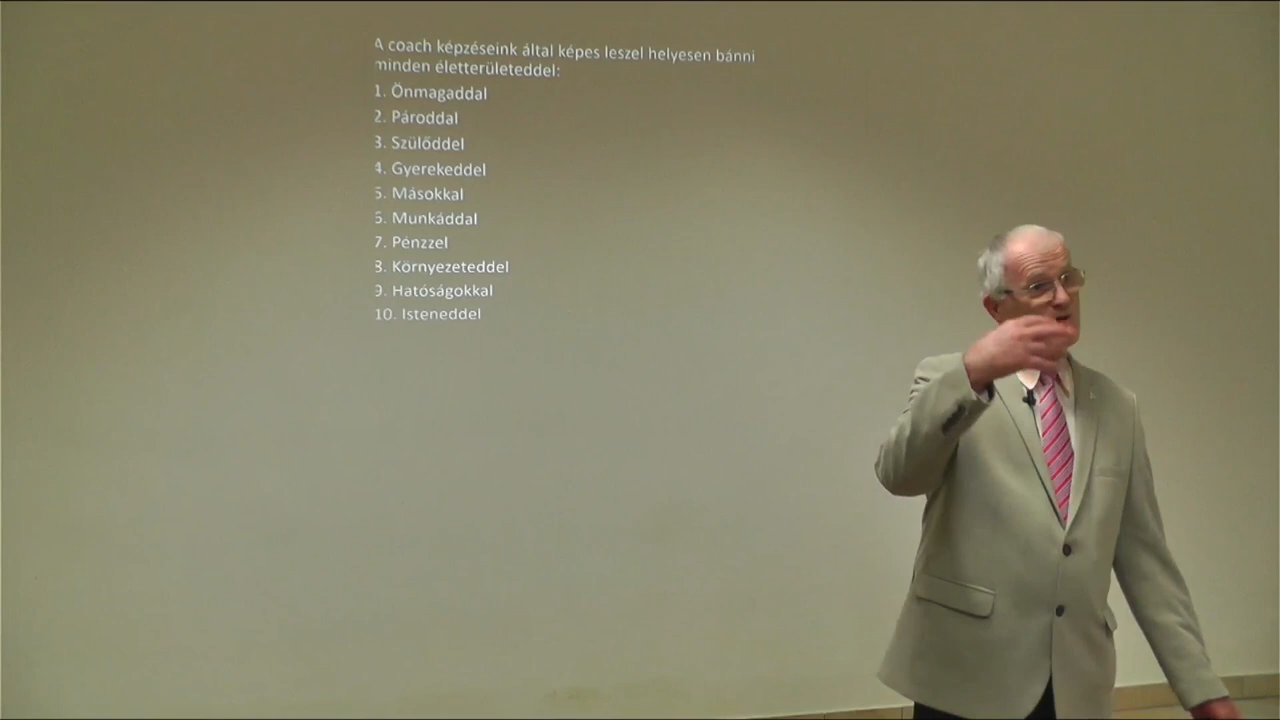 A coach képzéseink által képes leszel helyesen bánni
minden életterületeddel:
1. Önmagaddal
2. Pároddal
3. Szülőddel
4. Gyerekeddel
5. Másokkal
6. Munkáddal
7. Pénzzel
8. Környezeteddel
9. Hatóságokkal
10. Isteneddel